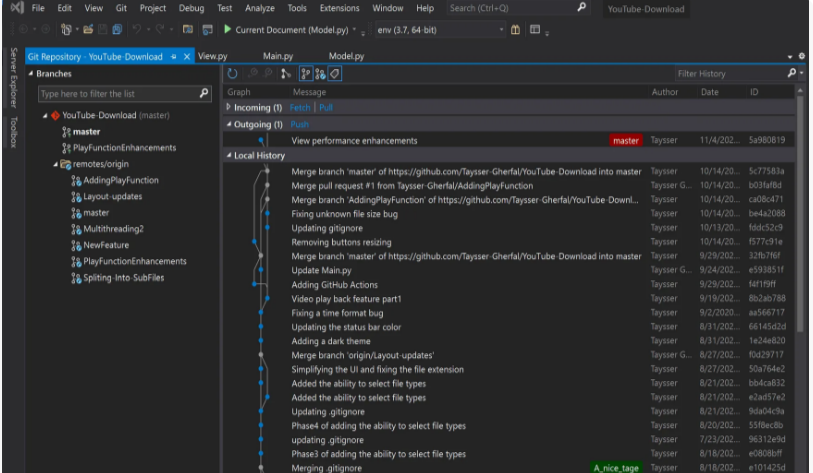 File Edit View Git Project Debug Test Analyze Tools Extensions Window Help Search (Ctrl+Q) YouTube-Download
Current Document (Model.py) env (3.7, 64-bit)
Server Explorer
Toolbox
Git Repository - YouTube-Download View.py Main.py Model.py
Branches
Type here to filter the list
YouTube-Download (master)
master
PlayFunctionEnhancements
remotes/origin
AddingPlayFunction
Layout-updates
master
Multithreading2
NewFeature
PlayFunctionEnhancements
Spliting-Into-SubFiles
Filter History
Graph Message Author Date ID
Incoming (1) Fetch | Pull
Outgoing (1) Push
View performance enhancements master Taysser 11/4/202... 5a980819
Local History
Merge branch 'master' of https://github.com/Taysser-Gherfal/YouTube-Download into master Taysser 10/14/20... 5c77583a
Merge pull request #1 from Taysser-Gherfal/AddingPlayFunction Taysser G... 10/14/20... b03faf8d
Merge branch 'AddingPlayFunction' of https://github.com/Taysser-Gherfal/YouTube-Downl... Taysser 10/14/20... ca08c471
Fixing unknown file size bug Taysser 10/14/20... be4a2088
Updating gitignore Taysser 10/13/20... fddc52c9
Removing buttons resizing Taysser 10/14/20... f577c91e
Merge branch 'master' of https://github.com/Taysser-Gherfal/YouTube-Download into master Taysser 9/29/202... 32fb7f6f
Update Main.py Taysser G... 9/24/202... e593851f
Adding GitHub Actions Taysser 9/29/202... f4f1f9ff
Video play back feature part1 Taysser 9/19/202... 8b2ab788
Fixing a time format bug Taysser 9/2/2020... aa566717
Updating the status bar color Taysser 8/31/202... 66145d2d
Adding a dark theme Taysser 8/31/202... 1e24e820
Merge branch 'origin/Layout-updates' Taysser G... 8/27/202... f0d29717
Simplifying the UI and fixing the file extension Taysser 8/27/202... 50a764e2
Added the ability to select file types Taysser 8/21/202... bb4ca832
Added the ability to select file types Taysser 8/21/202... e2ad57e2
Updating .gitignore Taysser 8/21/202... 9da04c9a
Phase4 of adding the ability to select file types Taysser 8/20/202... 55f8ec8b
updating .gitignore Taysser 7/23/202... 96312e9d
Phase3 of adding the ability to select file types Taysser 8/18/202... e0808bff
Merging .gitignore A_nice_tage Taysser 8/18/202... e101425d